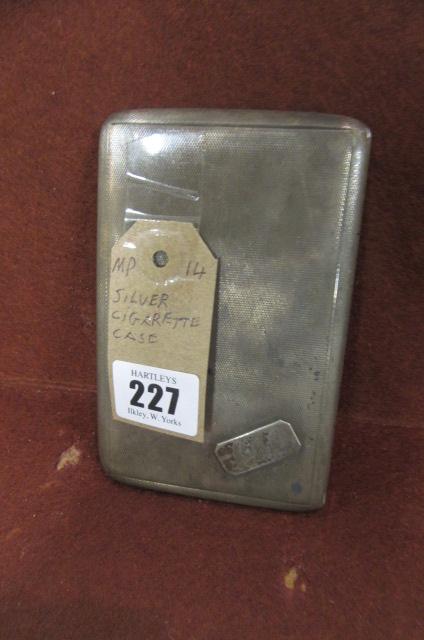 MP 14
SILVER
CIGARETTE
CASE
HARTLEYS
227
Ilkley, W. Yorks